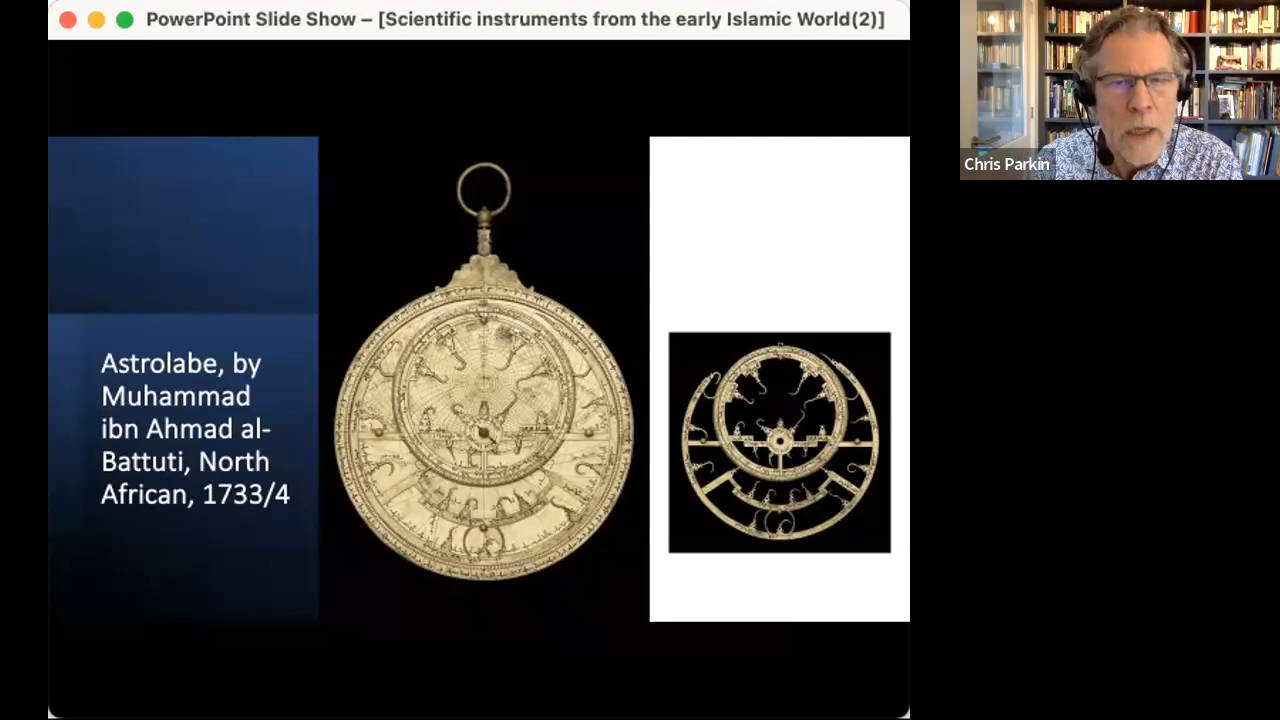 PowerPoint Slide Show – [Scientific instruments from the early Islamic World(2)]
Chris Parkin
Astrolabe, by
Muhammad
ibn Ahmad al-
Battuti, North
African, 1733/4